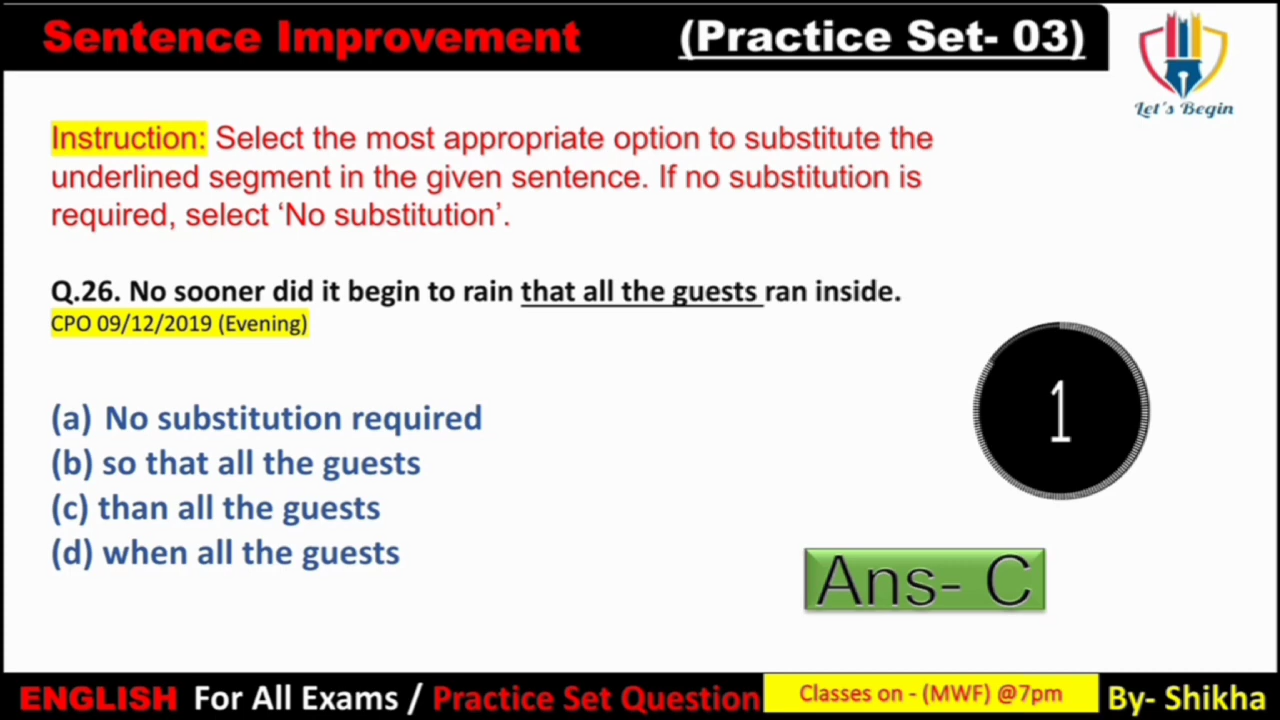 Sentence Improvement (Practice Set- 03)
Let's Begin
Instruction: Select the most appropriate option to substitute the
underlined segment in the given sentence. If no substitution is
required, select ‘No substitution’.
Q.26. No sooner did it begin to rain that all the guests ran inside.
CPO 09/12/2019 (Evening)
(a) No substitution required
(b) so that all the guests
(c) than all the guests
(d) when all the guests
1
Ans- C
ENGLISH For All Exams / Practice Set Question
Classes on - (MWF) @7pm
By- Shikha